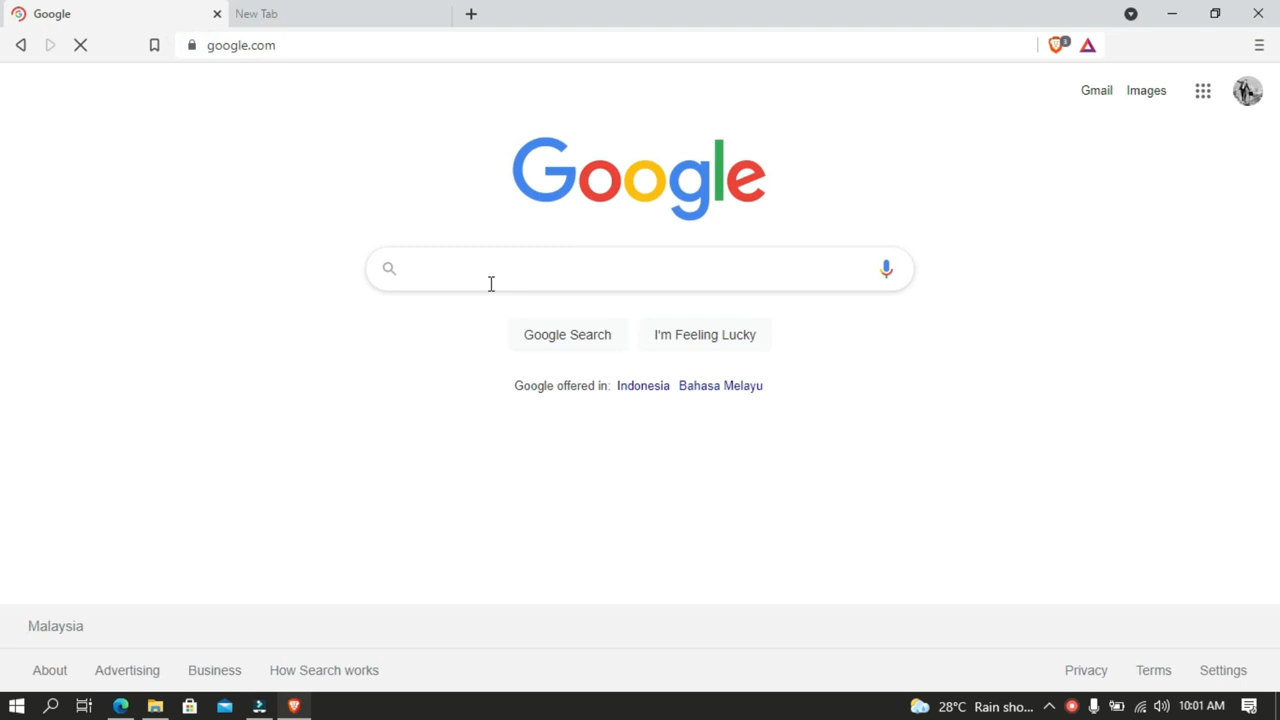 Google
New Tab
google.com
1
Gmail
Images
Google
Google Search
I'm Feeling Lucky
Google offered in: Indonesia Bahasa Melayu
Malaysia
About
Advertising
Business
How Search works
Privacy
Terms
Settings
28°C Rain sho...
10:01 AM